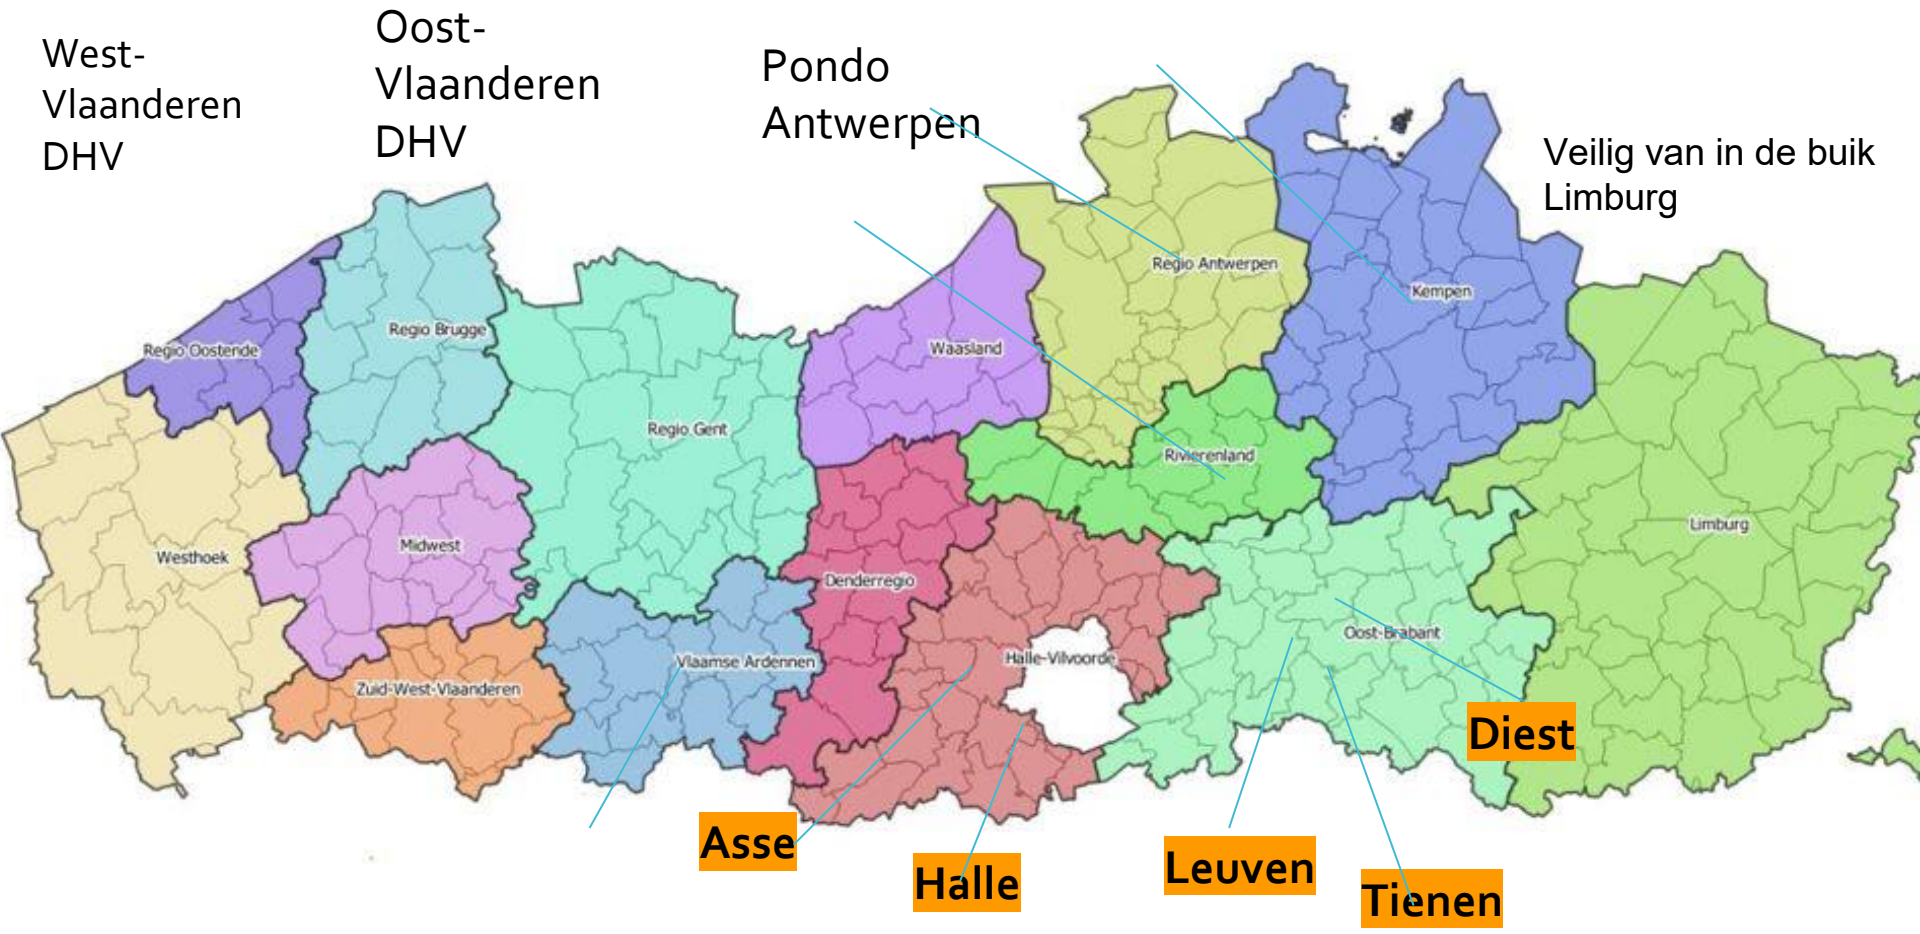 West-
Vlaanderen
DHV
Oost-
Vlaanderen
DHV
Pondo
Antwerpen
Veilig van in de buik
Limburg
Regio Oostende
Regio Brugge
Regio Gent
Waasland
Regio Antwerpen
Kempen
Rivierenland
Westhoek
Midwest
Denderregio
Limburg
Zuid-West-Vlaanderen
Vlaamse Ardennen
Halle-Vilvoorde
Oost-Brabant
Diest
Asse
Halle
Leuven
Tienen